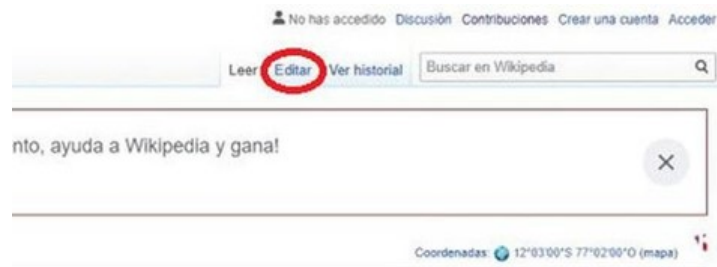 No has accedido Discusión Contribuciones Crear una cuenta Acceder
Leer Editar Ver historial Buscar en Wikipedia
nto, ayuda a Wikipedia y gana!
Coordenadas: 12°03'00"S 77°02'00"O (mapa)